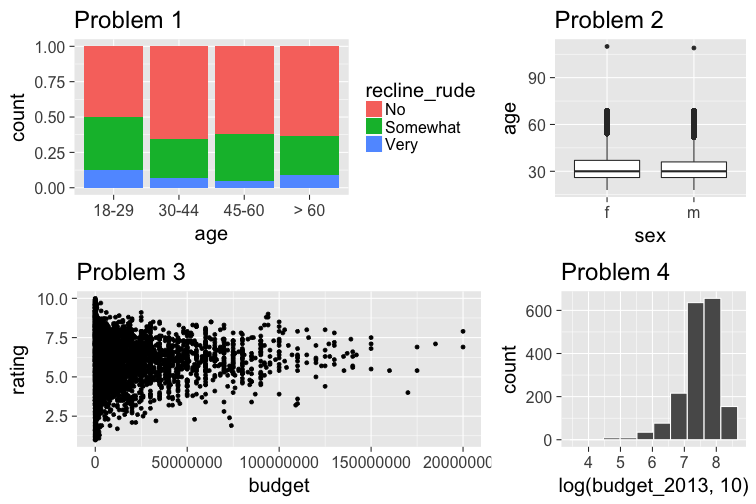 Problem 1
1.00
0.75
0.50
0.25
0.00
count
18-29 30-44 45-60 > 60
age
recline_rude
No
Somewhat
Very
Problem 2
90
60
30
age
f m
sex
Problem 3
10.0
7.5
5.0
2.5
rating
0 50000000 100000000 150000000 20000000
budget
Problem 4
600
400
200
0
count
4 5 6 7 8
log(budget_2013, 10)